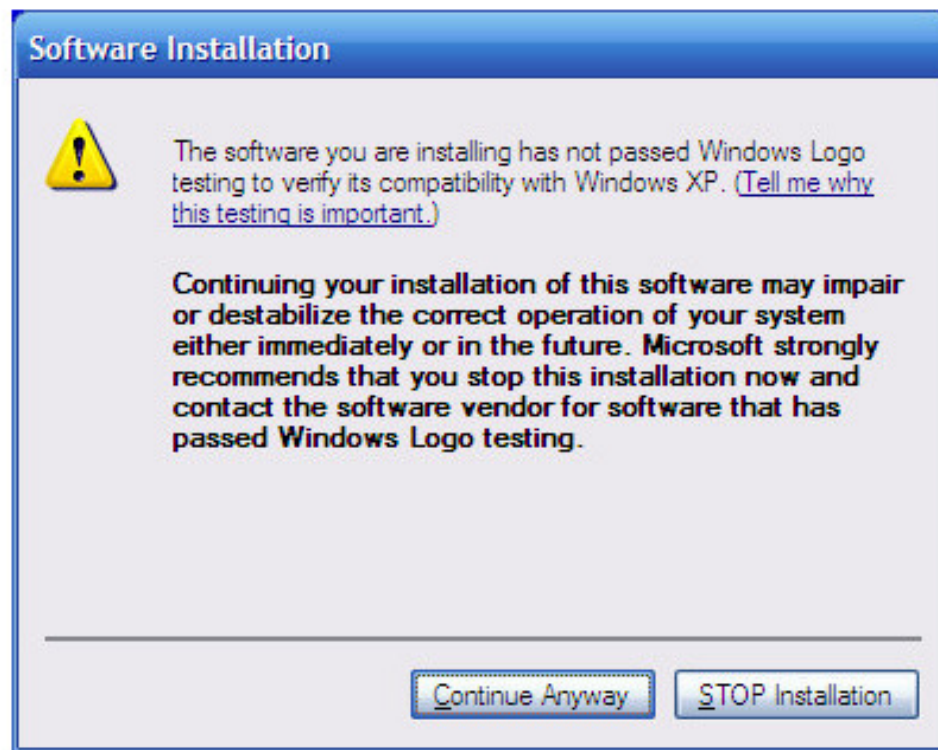 Software Installation
The software you are installing has not passed Windows Logo
testing to verify its compatibility with Windows XP. (Tell me why
this testing is important.)
Continuing your installation of this software may impair
or destabilize the correct operation of your system
either immediately or in the future. Microsoft strongly
recommends that you stop this installation now and
contact the software vendor for software that has
passed Windows Logo testing.
Continue Anyway
STOP Installation